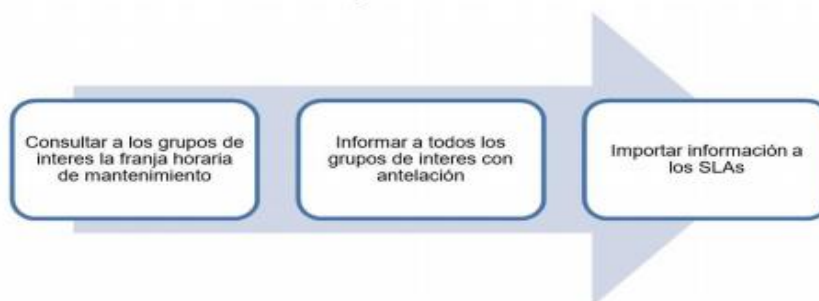 Consultar a los grupos de
interes la franja horaria
de mantenimiento
Informar a todos los
grupos de interes con
antelación
Importar información a
los SLAs